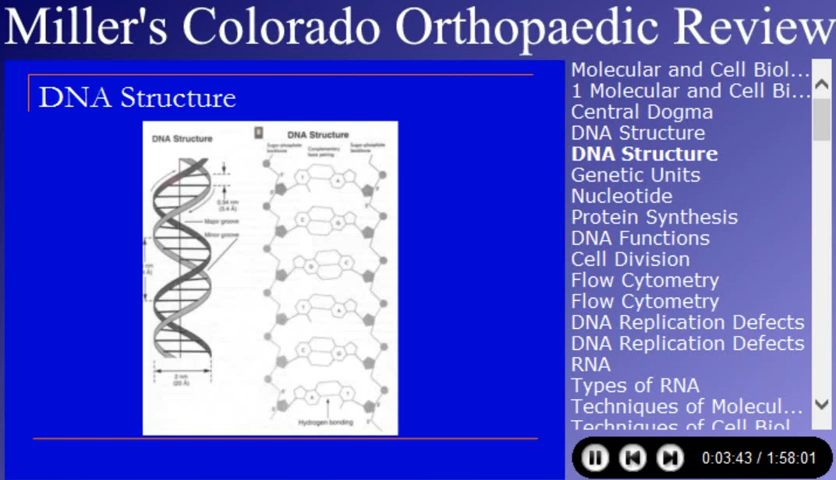 Miller's Colorado Orthopaedic Review
DNA Structure
DNA Structure
0.34 nm
(3.4 Å)
Major groove
Minor groove
2 nm
(20 Å)
B
DNA Structure
Sugar-phosphate
backbone
Complementary
base pairing
Sugar-phosphate
backbone
Hydrogen bonding
Molecular and Cell Biol...
1 Molecular and Cell Bi...
Central Dogma
DNA Structure
DNA Structure
Genetic Units
Nucleotide
Protein Synthesis
DNA Functions
Cell Division
Flow Cytometry
Flow Cytometry
DNA Replication Defects
DNA Replication Defects
RNA
Types of RNA
Techniques of Molecul...
Techniques of Cell Biol...
0:03:43 / 1:58:01